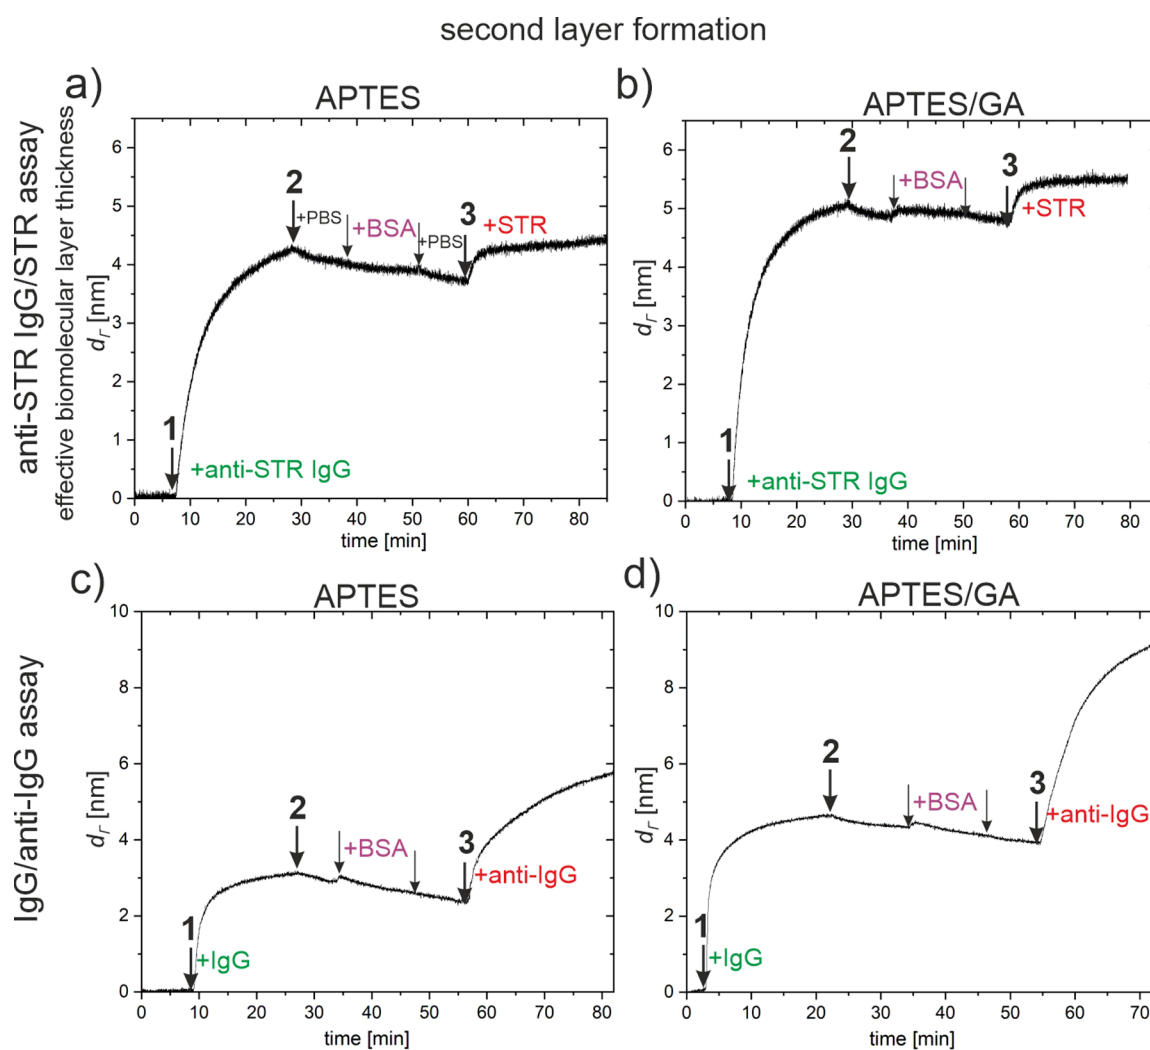 second layer formation
a)
APTES
b)
APTES/GA
anti-STR IgG/STR assay
effective biomolecular layer thickness
dΓ [nm]
6
5
4
3
2
1
0
1
2
3
+anti-STR IgG
+PBS
+BSA
+PBS
+STR
0 10 20 30 40 50 60 70 80
time [min]
dΓ [nm]
6
5
4
3
2
1
0
1
2
3
+anti-STR IgG
+BSA
+STR
0 10 20 30 40 50 60 70 80
time [min]
c)
APTES
d)
APTES/GA
IgG/anti-IgG assay
dΓ [nm]
10
8
6
4
2
0
1
2
3
+IgG
+BSA
+anti-IgG
0 10 20 30 40 50 60 70 80
time [min]
dΓ [nm]
10
8
6
4
2
0
1
2
3
+IgG
+BSA
+anti-IgG
0 10 20 30 40 50 60 70
time [min]